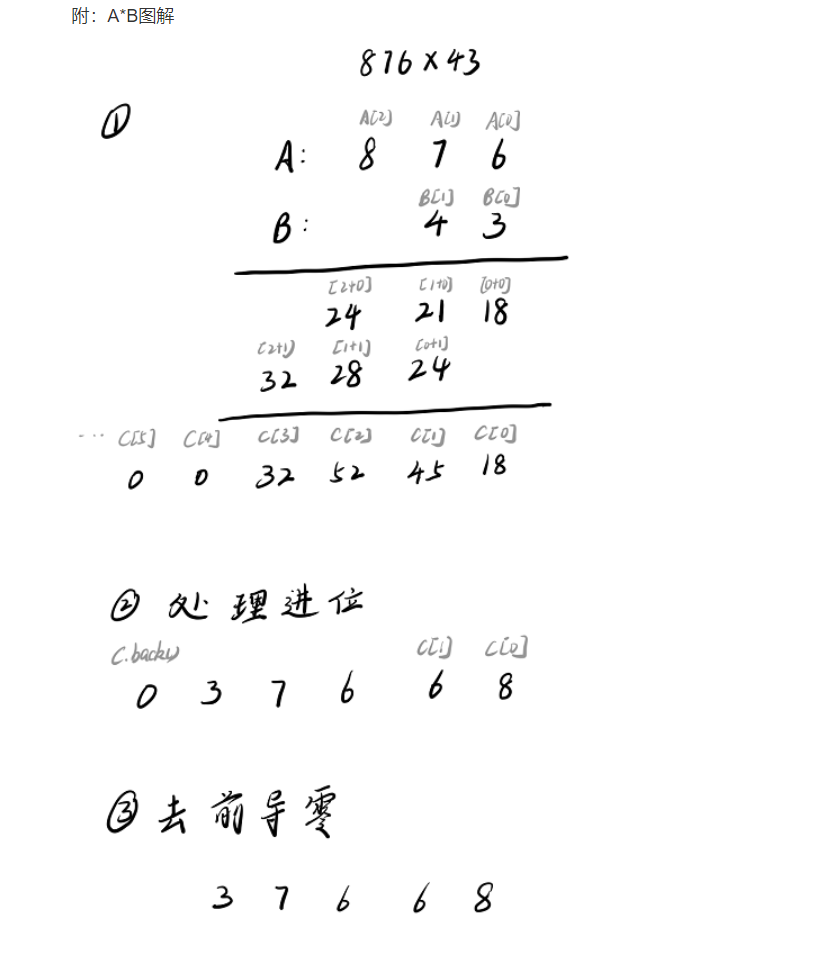 附：A*B图解
876×43
①
A[2] A[1] A[0]
A: 8 7 6
B[1] B[0]
B: 4 3
[2+0] [1+0] [0+0]
24 21 18
[2+1] [1+1] [0+1]
32 28 24
... C[5] C[4] C[3] C[2] C[1] C[0]
0 0 32 52 45 18
② 处理进位
C.back() C[1] C[0]
0 3 7 6 6 8
③ 去前导零
3 7 6 6 8